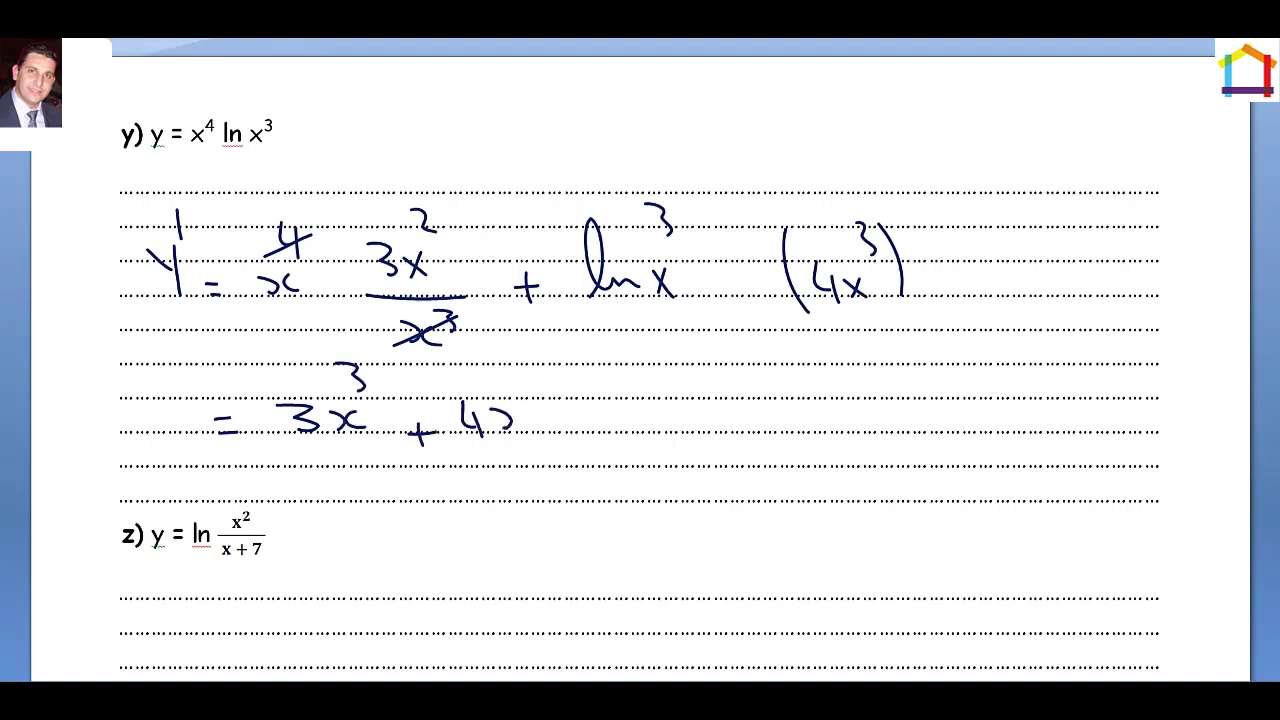 y) y = x⁴ ln x³
y' = x⁴ 3x²/x³ + ln x³ (4x³)
= 3x³ + 4x
z) y = ln x²/(x + 7)